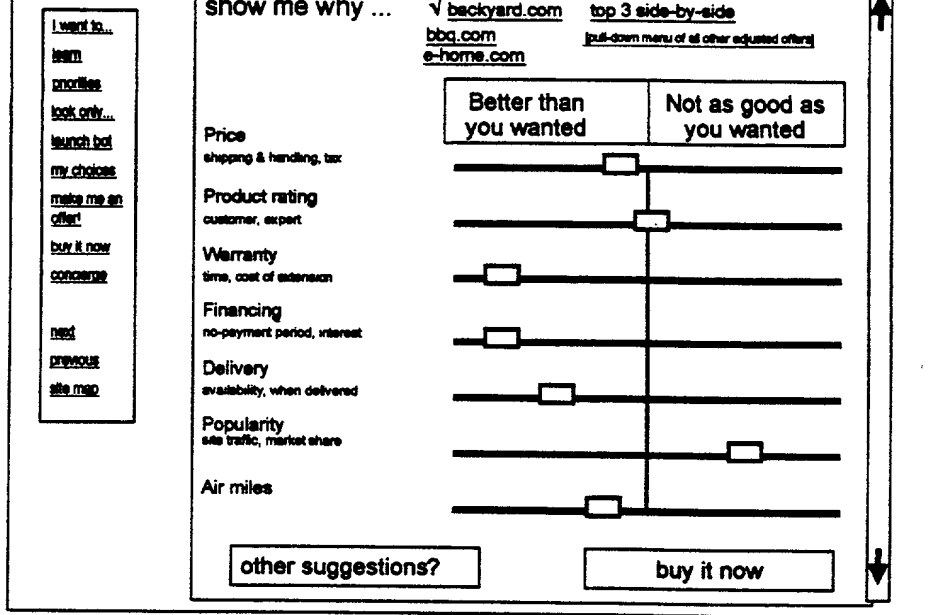 I want to...
learn
priorities
look only...
launch bot
my choices
make me an
offer!
buy it now
concierge
next
previous
site map
show me why ...
√ backyard.com
bbq.com
e-home.com
top 3 side-by-side
[pull-down menu of all other adjusted offers]
Better than
you wanted
Not as good as
you wanted
Price
shipping & handling, tax
Product rating
customer, expert
Warranty
time, cost of extension
Financing
no-payment period, interest
Delivery
availability, when delivered
Popularity
site traffic, market share
Air miles
other suggestions?
buy it now